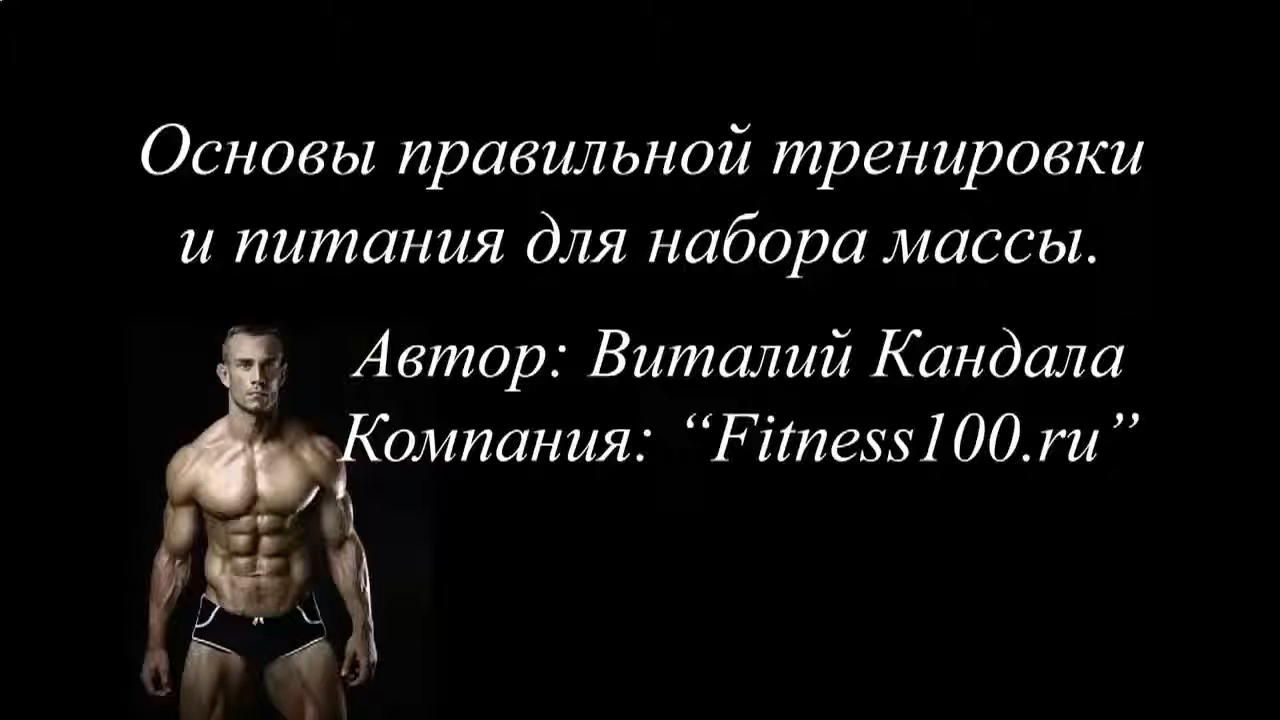 Основы правильной тренировки
и питания для набора массы.
Автор: Виталий Кандала
Компания: “Fitness100.ru”